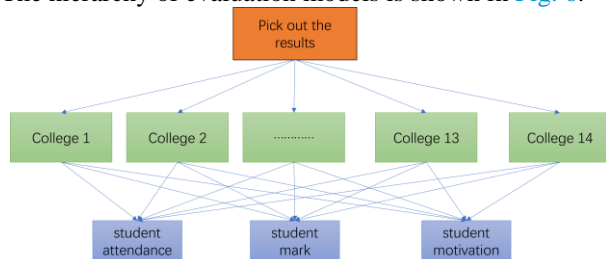 The hierarchy of evaluation models is shown in Fig. 6.
Pick out the
results
College 1
College 2
............
College 13
College 14
student
attendance
student
mark
student
motivation